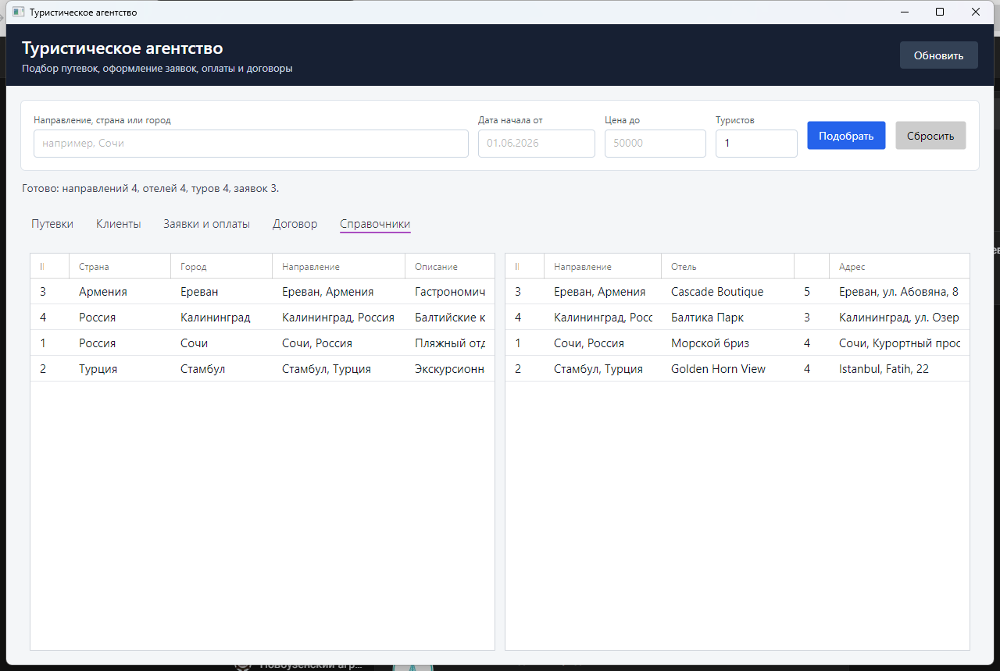 Туристическое агентство
Туристическое агентство
Подбор путевок, оформление заявок, оплаты и договоры
Обновить
Направление, страна или город
Дата начала от
Цена до
Туристов
например, Сочи
01.06.2026
50000
1
Подобрать
Сбросить
Готово: направлений 4, отелей 4, туров 4, заявок 3.
Путевки Клиенты Заявки и оплаты Договор Справочники
Страна Город Направление Описание
3 Армения Ереван Ереван, Армения Гастрономич
4 Россия Калининград Калининград, Россия Балтийские к
1 Россия Сочи Сочи, Россия Пляжный отд
2 Турция Стамбул Стамбул, Турция Экскурсионн
Направление Отель Адрес
3 Ереван, Армения Cascade Boutique 5 Ереван, ул. Абовяна, 8
4 Калининград, Росс Балтика Парк 3 Калининград, ул. Озер
1 Сочи, Россия Морской бриз 4 Сочи, Курортный прос
2 Стамбул, Турция Golden Horn View 4 Istanbul, Fatih, 22